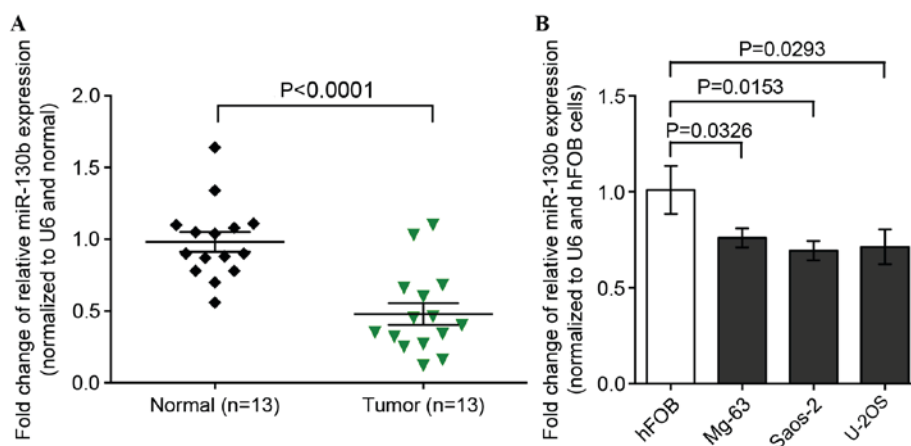 A
Fold change of relative miR-130b expression
(normalized to U6 and normal)
P<0.0001
2.0
1.5
1.0
0.5
0.0
Normal (n=13)
Tumor (n=13)
B
Fold change of relative miR-130b expression
(normalized to U6 and hFOB cells)
P=0.0293
P=0.0153
P=0.0326
1.5
1.0
0.5
0.0
hFOB
Mg-63
Saos-2
U-2OS